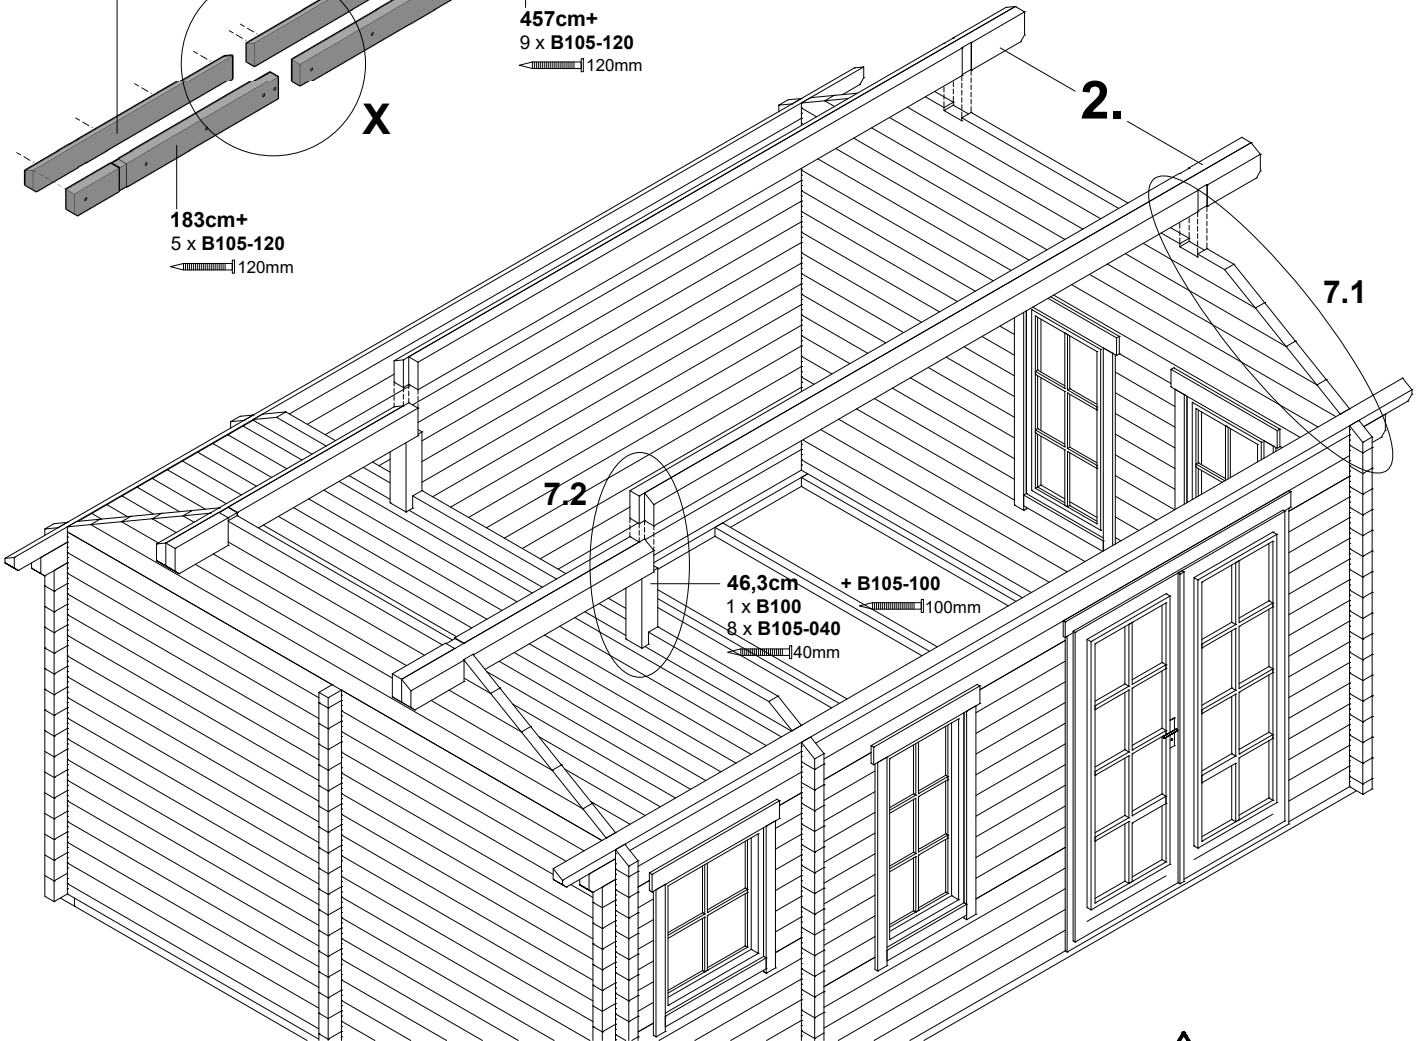 457cm+
9 x B105-120
120mm
X
183cm+
5 x B105-120
120mm
2.
7.1
7.2
46,3cm + B105-100
1 x B100 100mm
8 x B105-040
40mm